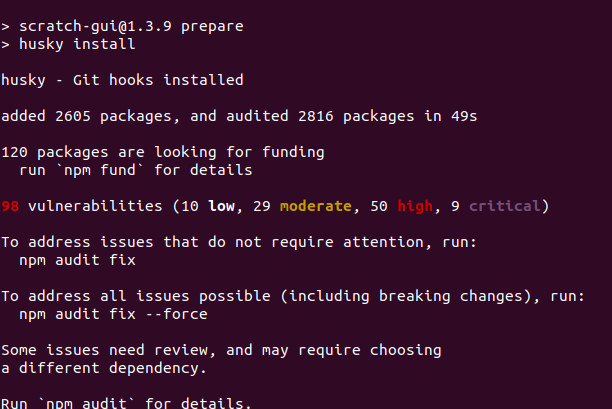 > scratch-gui@1.3.9 prepare
> husky install
husky - Git hooks installed
added 2605 packages, and audited 2816 packages in 49s
120 packages are looking for funding
run `npm fund` for details
98 vulnerabilities (10 low, 29 moderate, 50 high, 9 critical)
To address issues that do not require attention, run:
npm audit fix
To address all issues possible (including breaking changes), run:
npm audit fix --force
Some issues need review, and may require choosing
a different dependency.
Run `npm audit` for details.